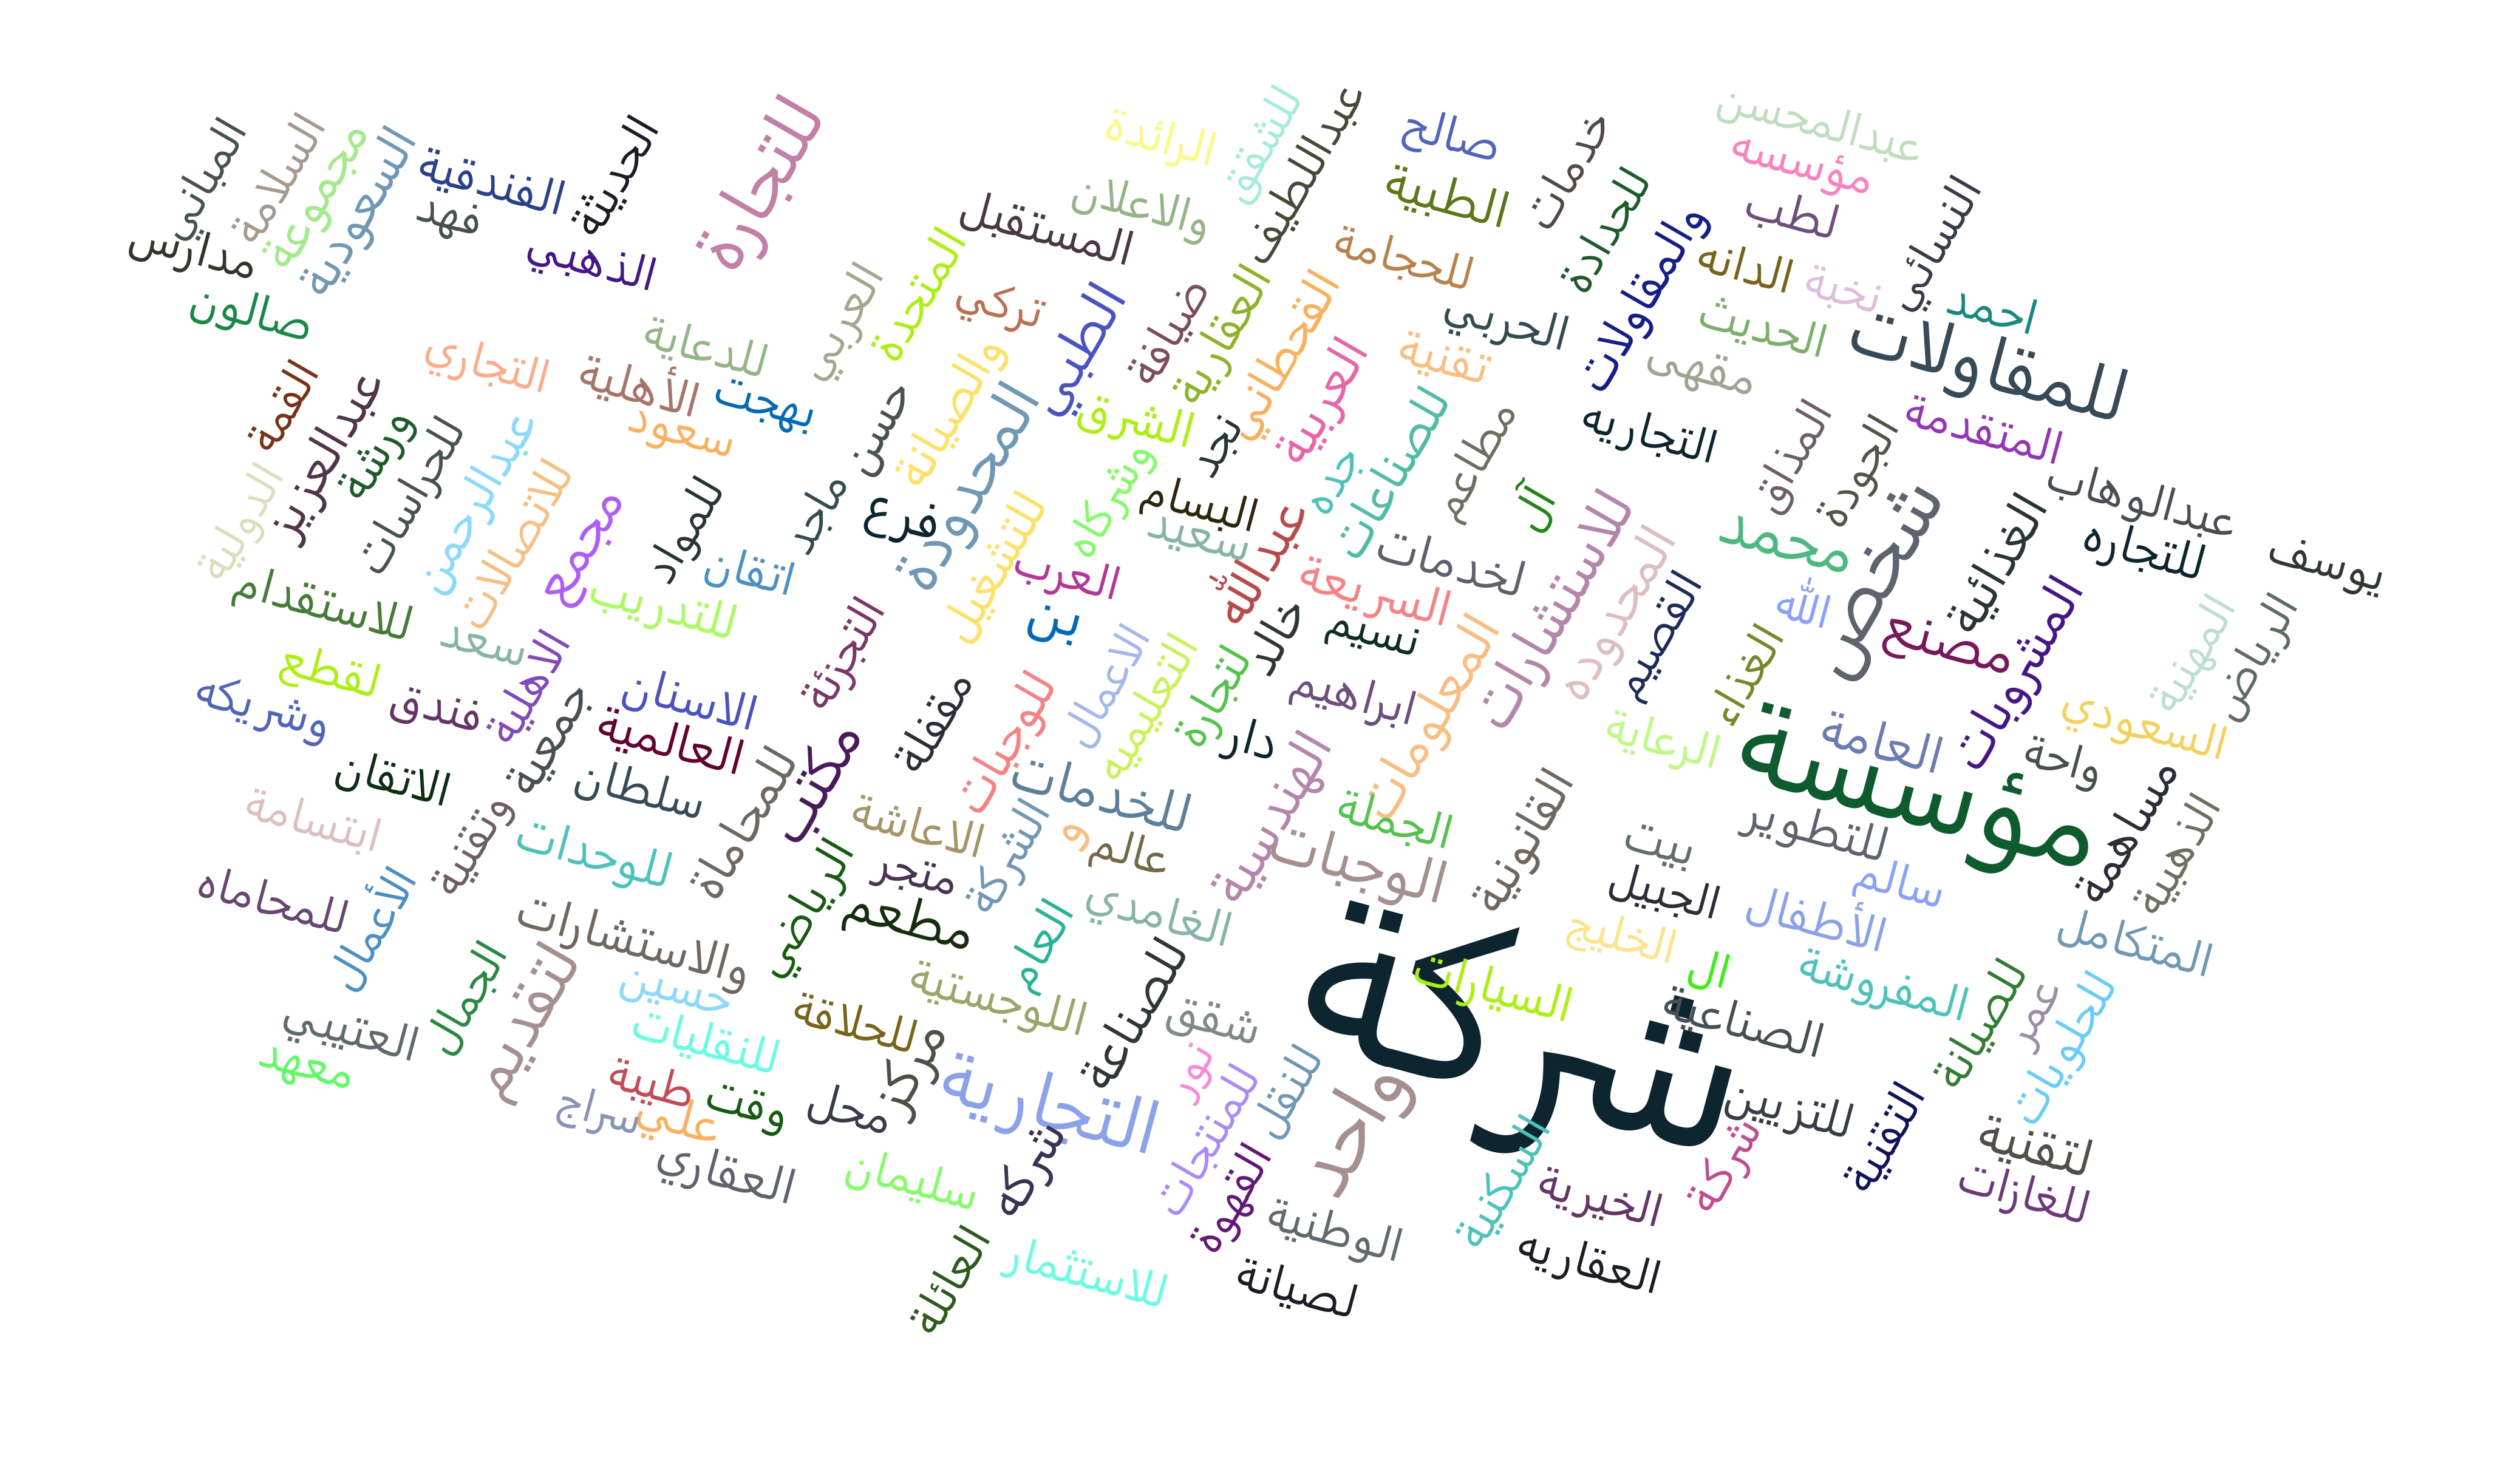 المباني
السلامة
مجموعة
السعودية
الفندقية
فهد
الحديثة
الذهبي
مدارس
صالون
للتجارة
الرائدة
للشقق
عبداللطيف
صالح
خدمات
عبدالمحسن
مؤسسه
لطب
النسائي
الطبية
للتجارة
والمقاولات
والاعلان
المستقبل
للحجامة
الدانه
نخبة
احمد
الحديث
للمقاولات
الحربي
تقنية
مقهى
التجاريه
المتقدمة
عبدالوهاب
للتجاره
يوسف
المتحدة
العربي
تركي
الطبي
ضيافة
العقارية
القحطاني
العربية
للدعاية
التجاري
الأهلية
بهجت
سعود
القمة
عبدالعزيز
ورشة
للدراسات
عبدالرحمن
للاتصالات
الدولية
حسن
والصيانة
المحدودة
الشرق
نجد
وشركاه
البسام
سعيد
جده
للصناعات
مطاعم
آل
المذاق
الجودة
شخص
محمد
الغذائية
مجمع
للمواد
ماجد
فرع
اتقان
للتدريب
للتشغيل
العرب
بن
عبدالله
السريعة
لخدمات
نسيم
للاستشارات
المحدوده
القصيم
الله
مصنع
المشروبات
المهنية
الرياض
للاستقدام
سعد
الأهلية
لقطع
فندق
وشريكه
الاسنان
العالمية
التجزئة
جمعية
سلطان
للمحاماة
مكتب
مقفلة
للوجبات
الأعمال
التعليمية
تجارة
خالد
ابراهيم
دار
المعلومات
الغذاء
الرعاية
العامة
السعودي
واحة
مؤسسة
مساهمة
الذهبية
الاتقان
ابتسامة
وتقنية
للوحدات
الاعاشة
للخدمات
و
عالم
الشركة
متجر
الهندسية
الجملة
الوجبات
القانونية
للتطوير
بيت
الجبيل
سالم
الأطفال
المتكامل
للمحاماه
الأعمال
والاستشارات
الرياضي
مطعم
الغامدي
العام
الجمال
لتقديم
حسين
للنقليات
للحلاقة
اللوجستية
للصناعة
شقق
شركة
السيارات
الخليج
ال
الصناعية
المفروشة
للصيانة
عمر
للحلويات
العتيبي
معهد
طبية
علي
سراج
وقت
محل
مركز
التجارية
نور
المنتجات
للنقل
واحد
للتزيين
التقنية
لتقنية
للغازات
العقاري
سليمان
شركه
القهوة
الوطنية
السكنية
الخيرية
شركة
العقاريه
العائلة
للاستثمار
لصيانة